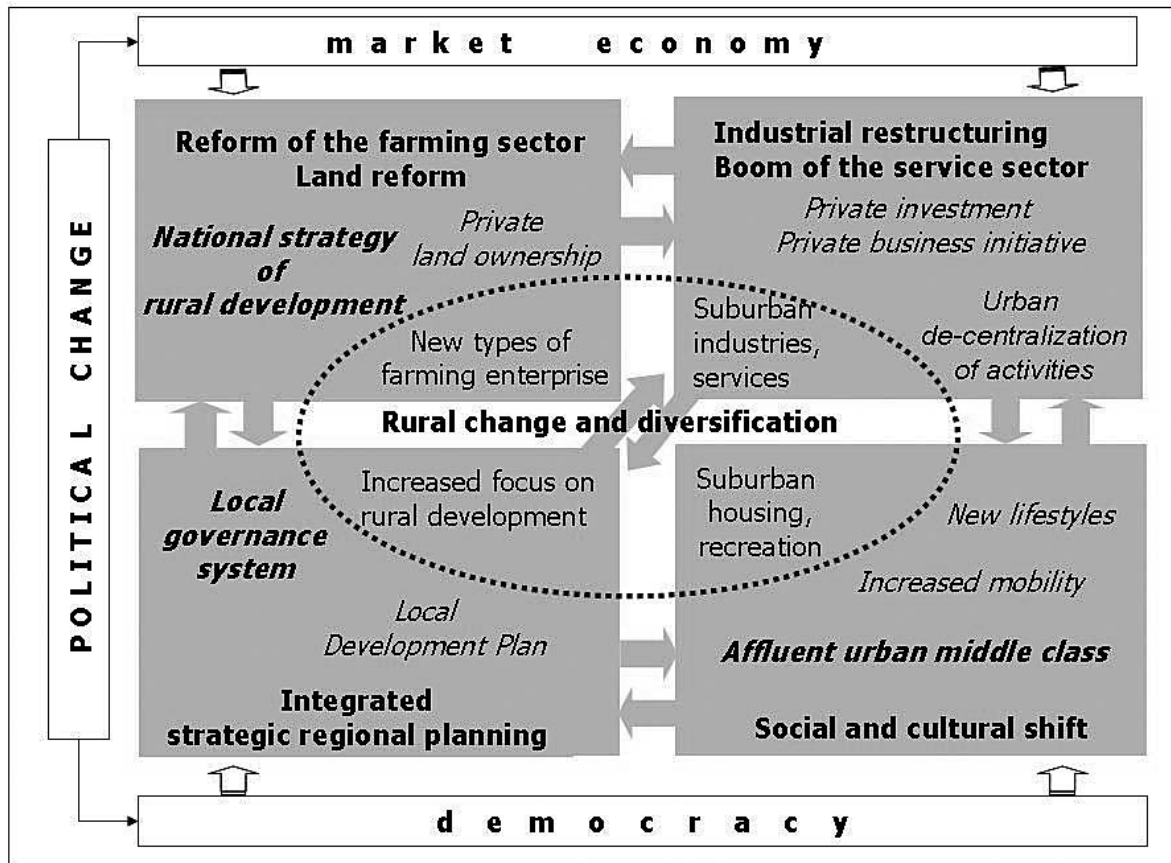 market economy
POLITICAL CHANGE
Reform of the farming sector
Land reform
National strategy
of
rural development
Private
land ownership
New types of
farming enterprise
Industrial restructuring
Boom of the service sector
Private investment
Private business initiative
Suburban
industries,
services
Urban
de-centralization
of activities
Rural change and diversification
Local
governance
system
Increased focus on
rural development
Local
Development Plan
Integrated
strategic regional planning
Suburban
housing,
recreation
New lifestyles
Increased mobility
Affluent urban middle class
Social and cultural shift
democracy